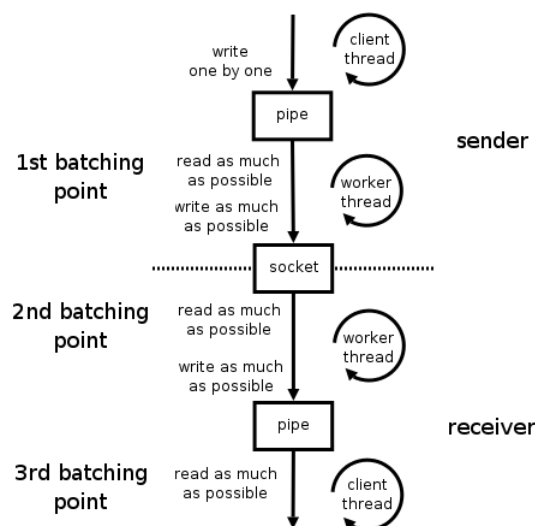 write
one by one
client
thread
pipe
sender
1st batching
point
read as much
as possible
worker
thread
write as much
as possible
socket
2nd batching
point
read as much
as possible
worker
thread
write as much
as possible
pipe
receiver
3rd batching
point
read as much
as possible
client
thread